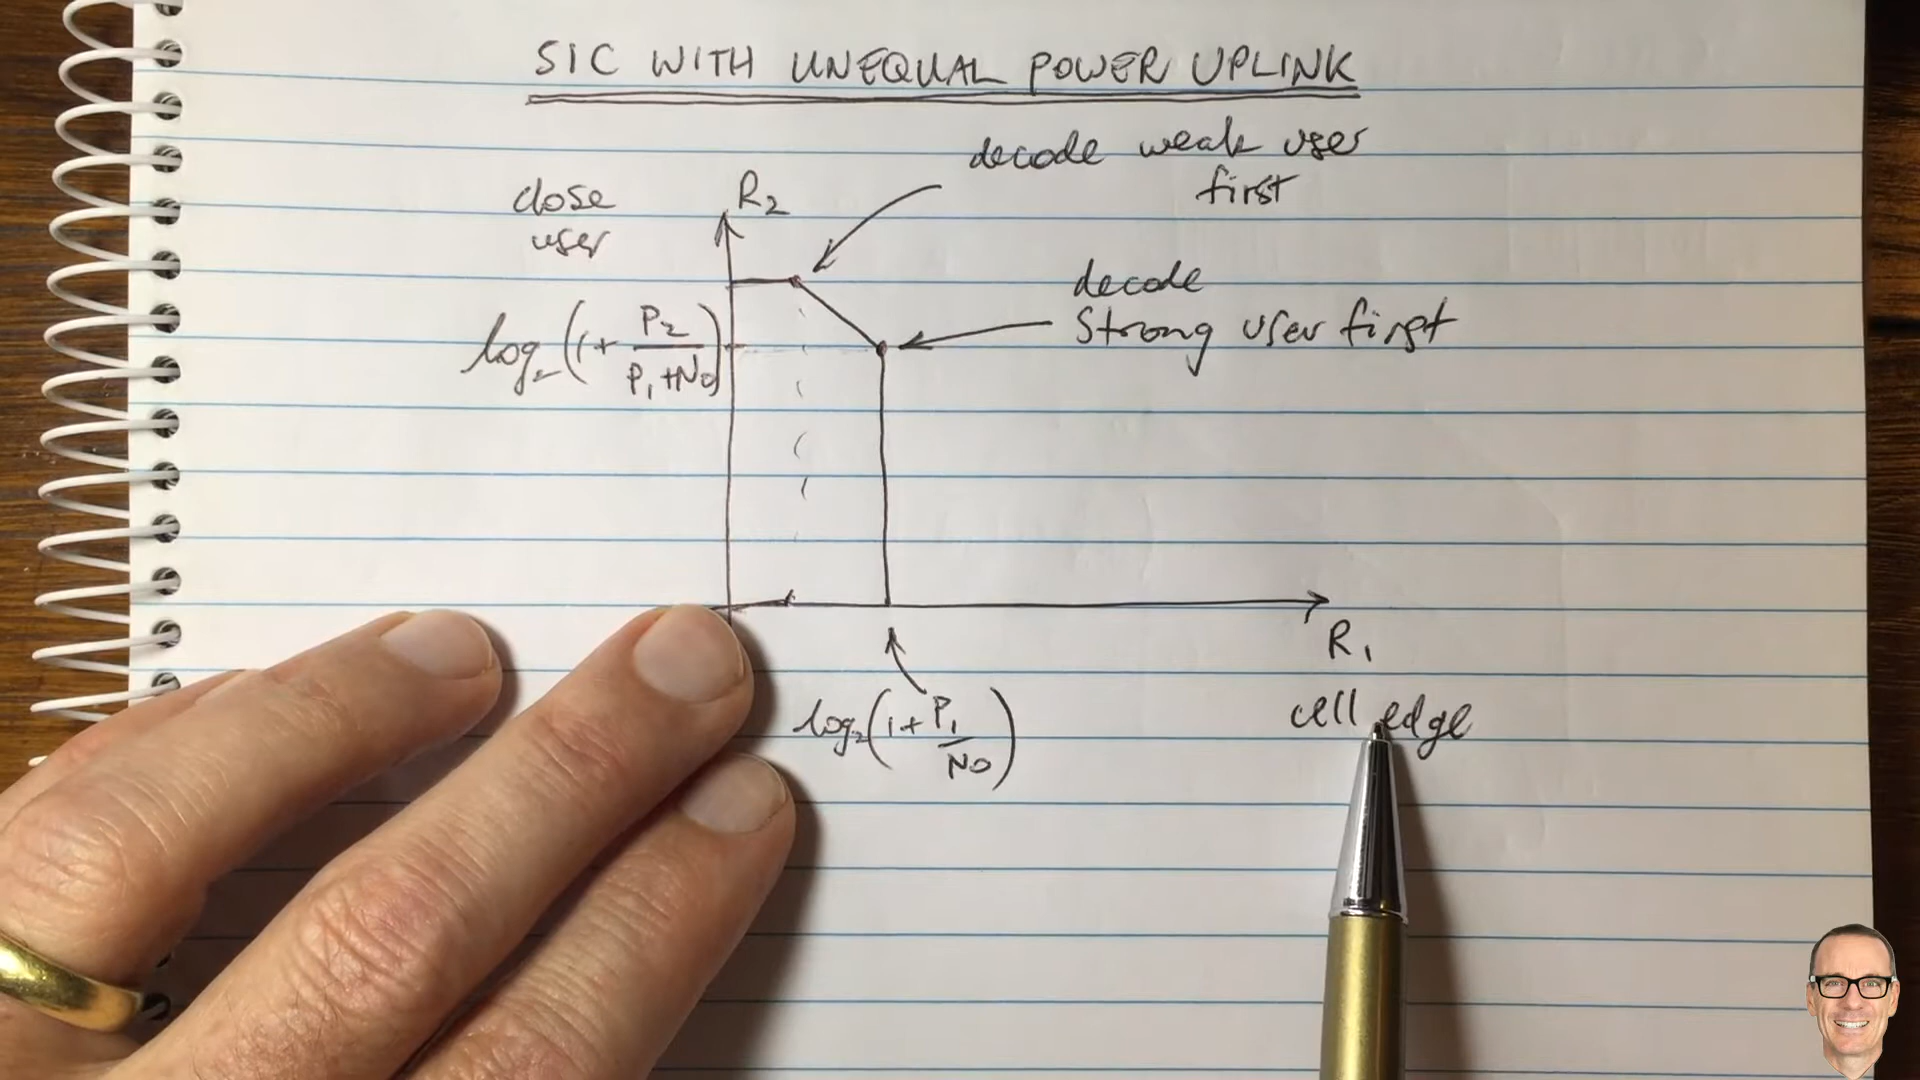 SIC WITH UNEQUAL POWER UPLINK
decode weak user
first
close
user
R₂
decode
Strong user first
log₂(1+P₂/P₁+N₀)
R₁
cell edge
log₂(1+P₁/N₀)